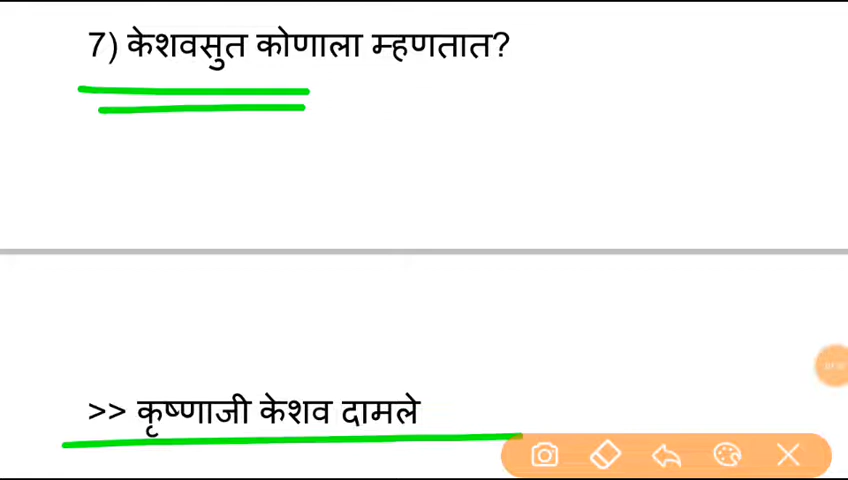 7) केशवसुत कोणाला म्हणतात?
>> कृष्णाजी केशव दामले